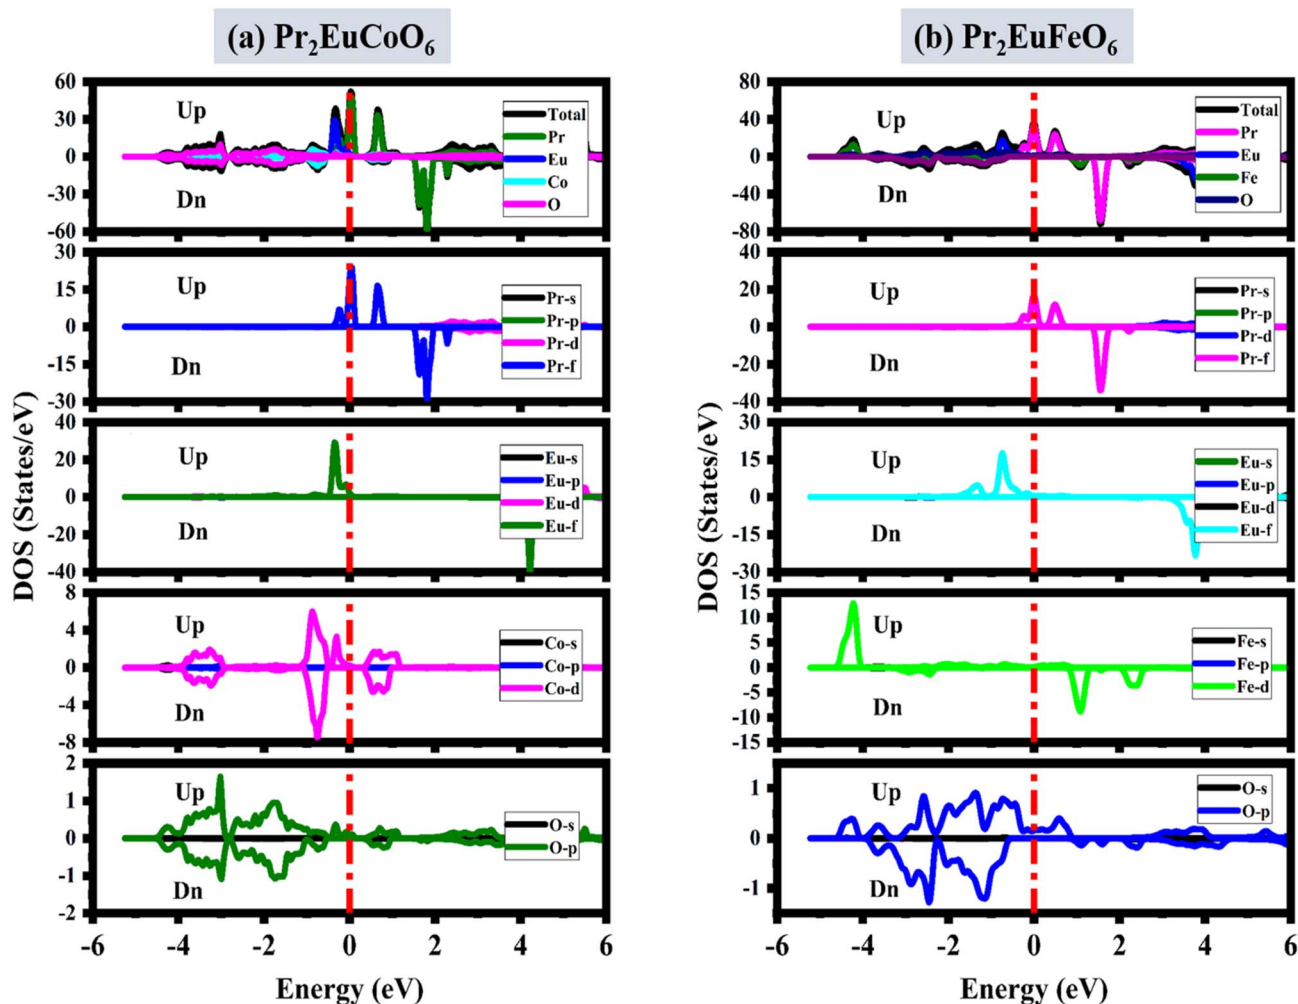 (a) Pr₂EuCoO₆
60
30
0
-30
-60
Up
Dn
Total
Pr
Eu
Co
O
30
15
0
-15
-30
Up
Dn
Pr-s
Pr-p
Pr-d
Pr-f
40
20
0
-20
-40
Up
Dn
Eu-s
Eu-p
Eu-d
Eu-f
8
4
0
-4
-8
Up
Dn
Co-s
Co-p
Co-d
2
1
0
-1
-2
Up
Dn
O-s
O-p
-6 -4 -2 0 2 4 6
Energy (eV)
DOS (States/eV)
(b) Pr₂EuFeO₆
80
40
0
-40
-80
Up
Dn
Total
Pr
Eu
Fe
O
40
20
0
-20
-40
Up
Dn
Pr-s
Pr-p
Pr-d
Pr-f
30
15
0
-15
-30
Up
Dn
Eu-s
Eu-p
Eu-d
Eu-f
15
10
5
0
-5
-10
-15
Up
Dn
Fe-s
Fe-p
Fe-d
1
0
-1
Up
Dn
O-s
O-p
-6 -4 -2 0 2 4 6
Energy (eV)
DOS (States/eV)